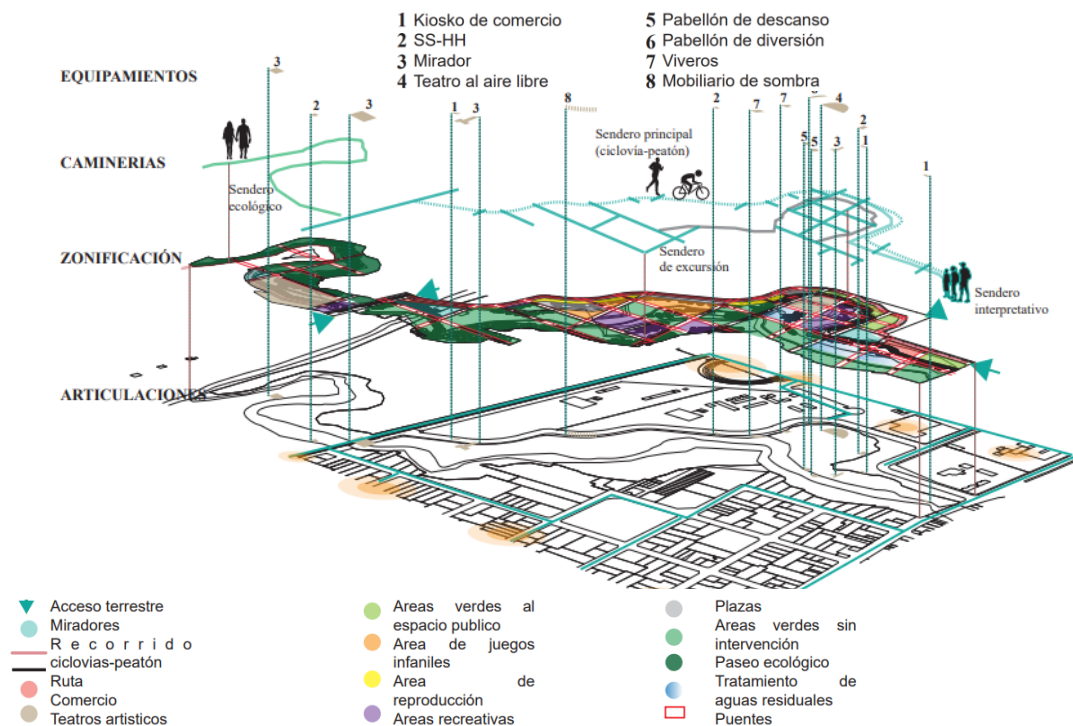 1 Kiosko de comercio
2 SS-HH
3 Mirador
4 Teatro al aire libre
5 Pabellón de descanso
6 Pabellón de diversión
7 Viveros
8 Mobiliario de sombra
EQUIPAMIENTOS
3
2
3
1
3
8
2
7
7
4
5
5
3
2
1
1
CAMINERIAS
Sendero
ecológico
Sendero principal
(ciclovía-peatón)
Sendero
de excursión
Sendero
interpretativo
ZONIFICACIÓN
ARTICULACIONES
Acceso terrestre
Miradores
Recorrido
ciclovias-peatón
Ruta
Comercio
Teatros artisticos
Areas verdes al
espacio publico
Area de juegos
infaniles
Area de
reproducción
Areas recreativas
Plazas
Areas verdes sin
intervención
Paseo ecológico
Tratamiento de
aguas residuales
Puentes